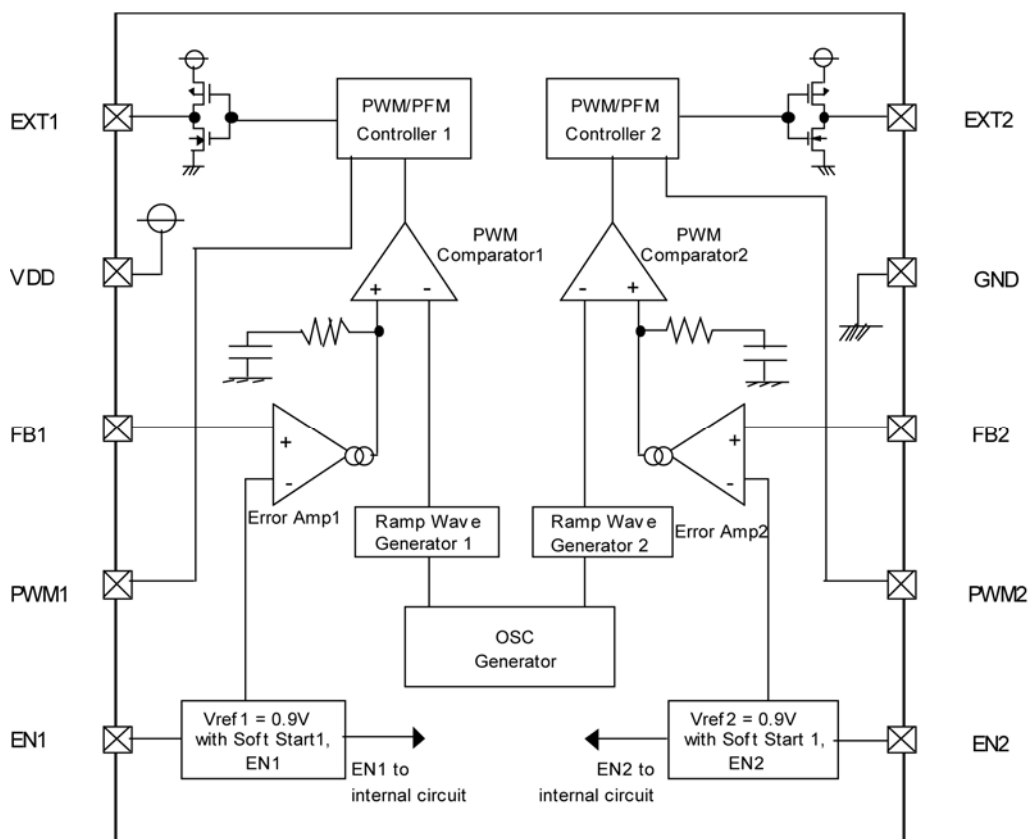 EXT1
PWM/PFM
Controller 1
PWM/PFM
Controller 2
EXT2
VDD
PWM
Comparator1
PWM
Comparator2
GND
+ -
- +
FB1
+
-
Error Amp1
+
-
Error Amp2
FB2
Ramp Wave
Generator 1
Ramp Wave
Generator 2
PWM1
PWM2
OSC
Generator
EN1
Vref1 = 0.9V
with Soft Start1,
EN1
EN1 to
internal circuit
EN2 to
internal circuit
Vref2 = 0.9V
with Soft Start 1,
EN2
EN2